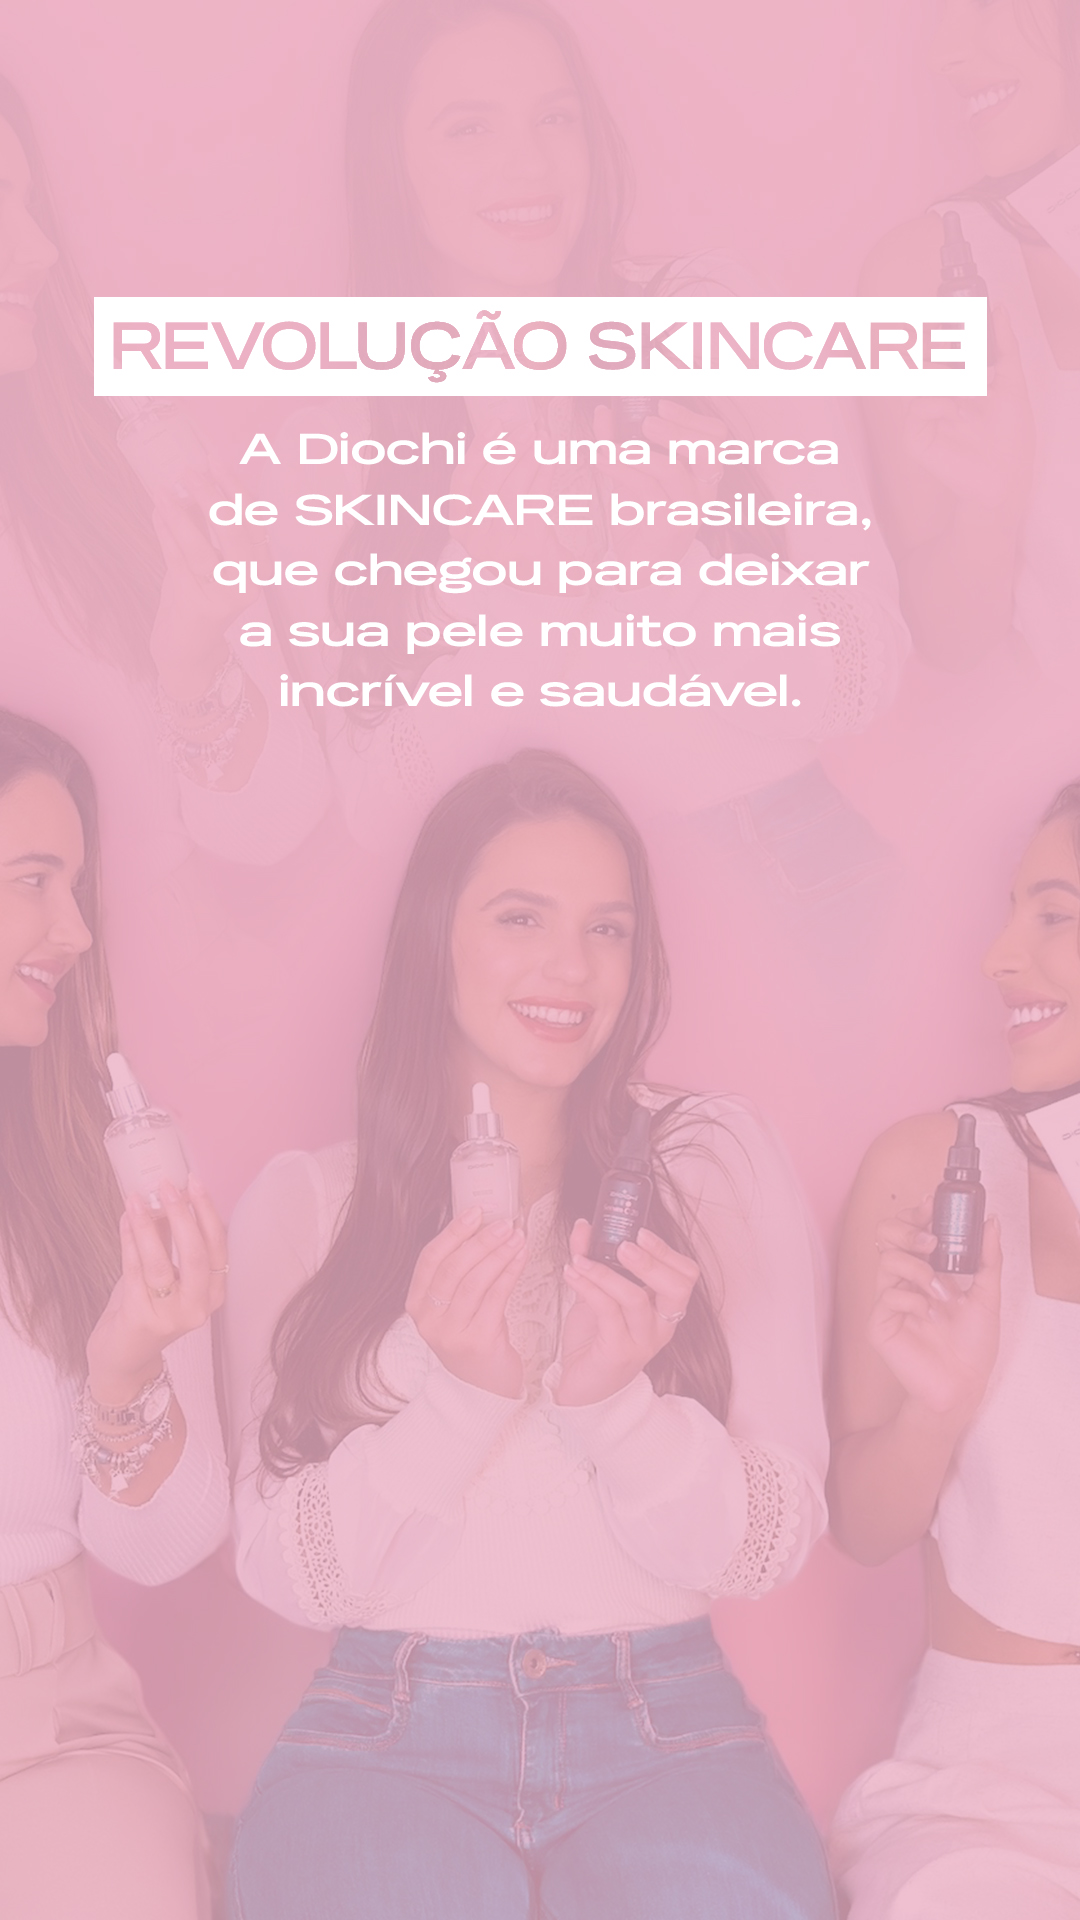 REVOLUÇÃO SKINCARE
A Diochi é uma marca
de SKINCARE brasileira,
que chegou para deixar
a sua pele muito mais
incrível e saudável.